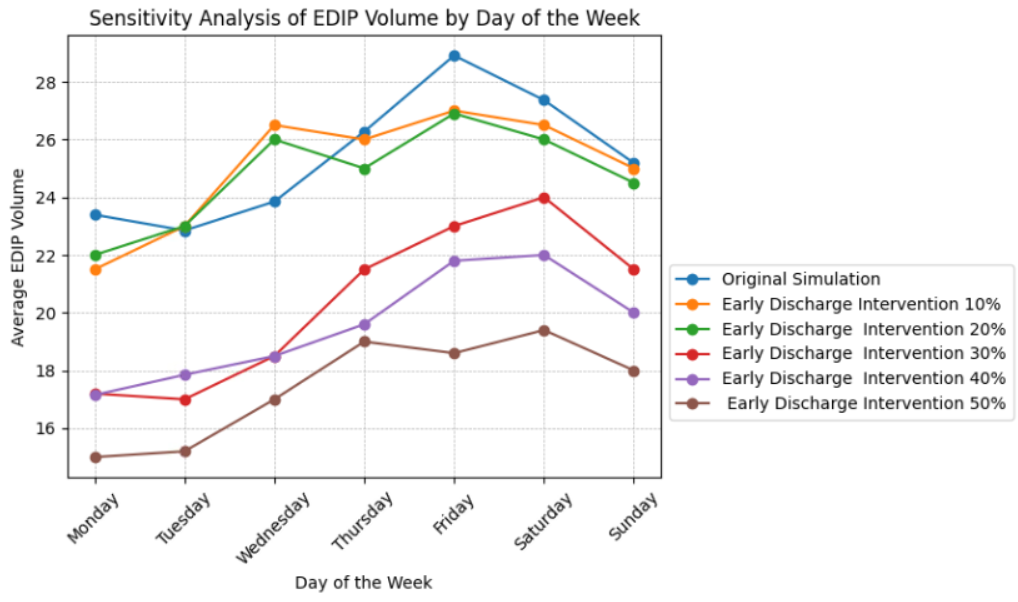 Sensitivity Analysis of EDIP Volume by Day of the Week
Average EDIP Volume
28
26
24
22
20
18
16
Monday
Tuesday
Wednesday
Thursday
Friday
Saturday
Sunday
Day of the Week
Original Simulation
Early Discharge Intervention 10%
Early Discharge  Intervention 20%
Early Discharge  Intervention 30%
Early Discharge  Intervention 40%
Early Discharge Intervention 50%